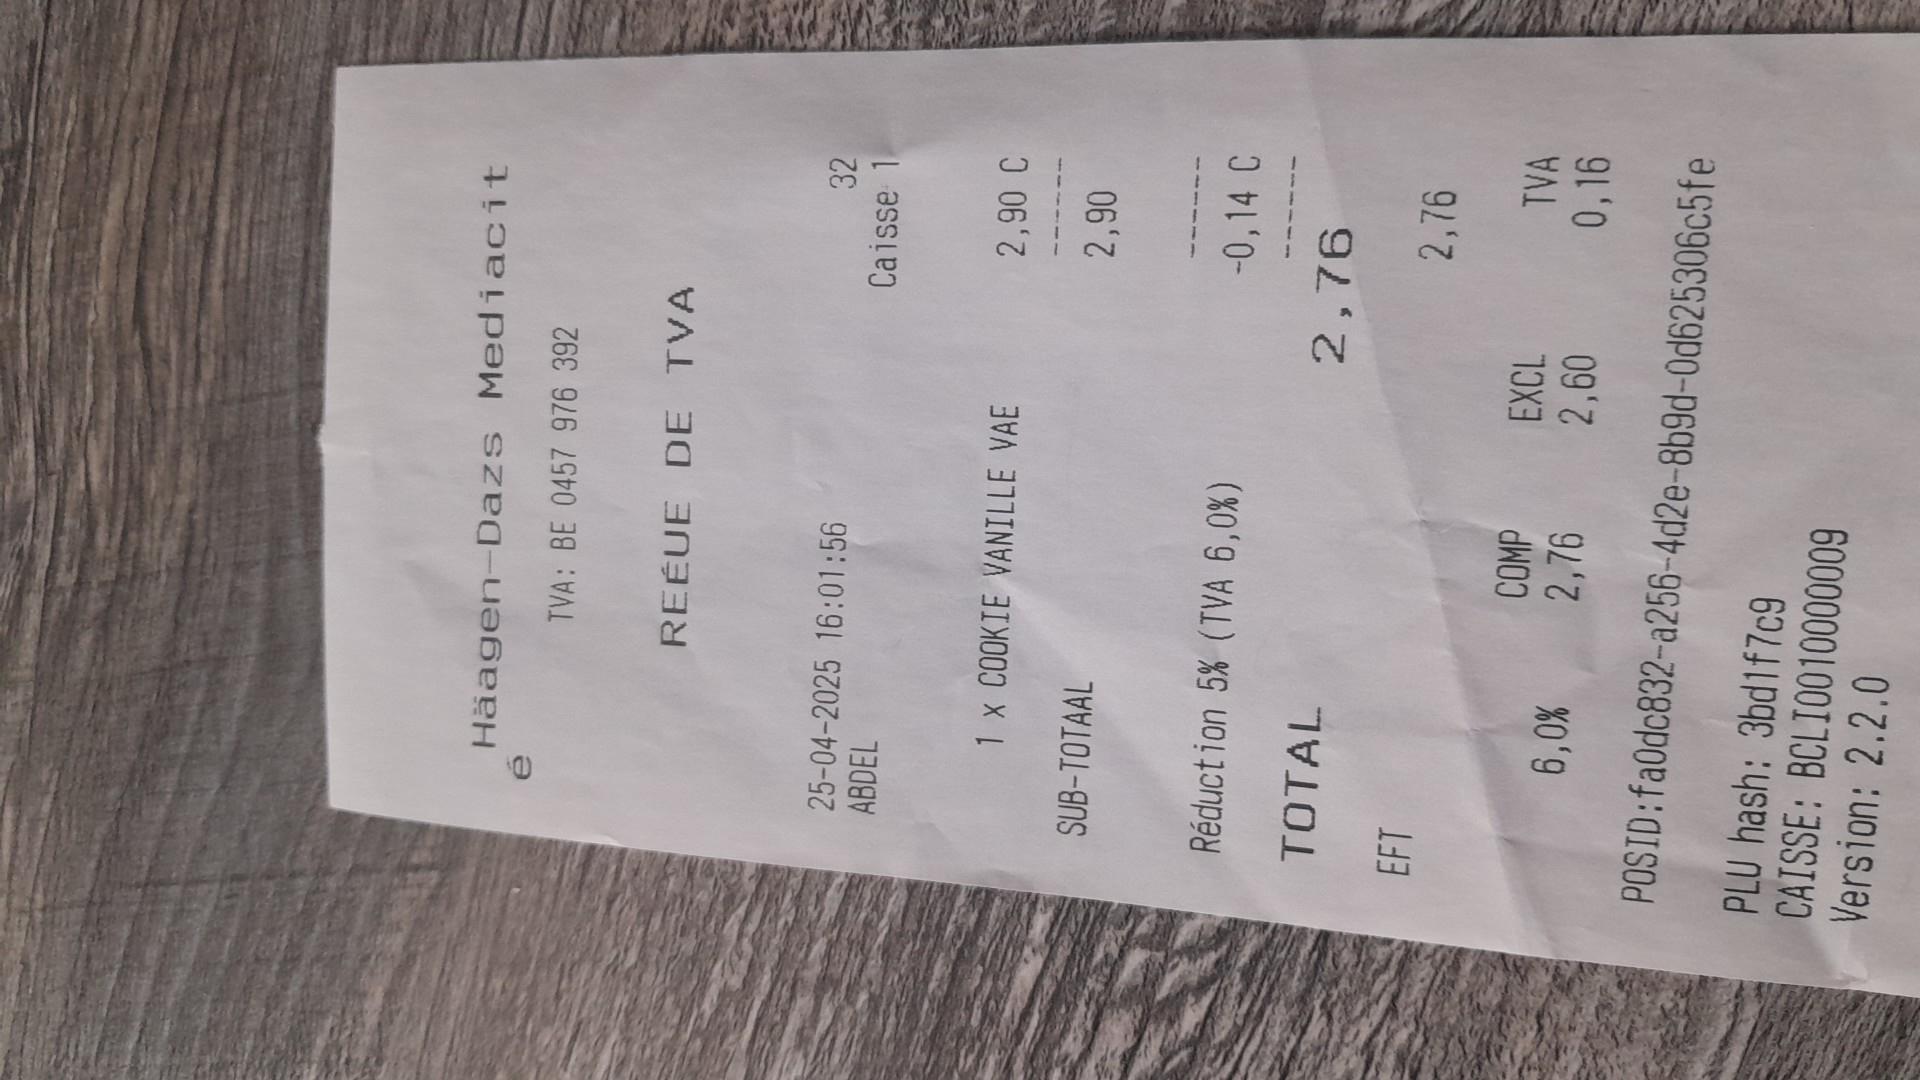 Häagen-Dazs Mediacit
é
TVA: BE 0457 976 392
REÉUE DE TVA
32
25-04-2025 16:01:56
ABDEL Caisse 1
1 x COOKIE VANILLE VAE 2,90 C
------
SUB-TOTAAL 2,90
------
Réduction 5% (TVA 6,0%) -0,14 C
------
TOTAL 2,76
EFT 2,76
COMP EXCL TVA
6,0% 2,76 2,60 0,16
POSID:fa0dc832-a256-4d2e-8b9d-0d625306c5fe
PLU hash: 3bd1f7c9
CAISSE: BCLI0010000009
Version: 2.2.0